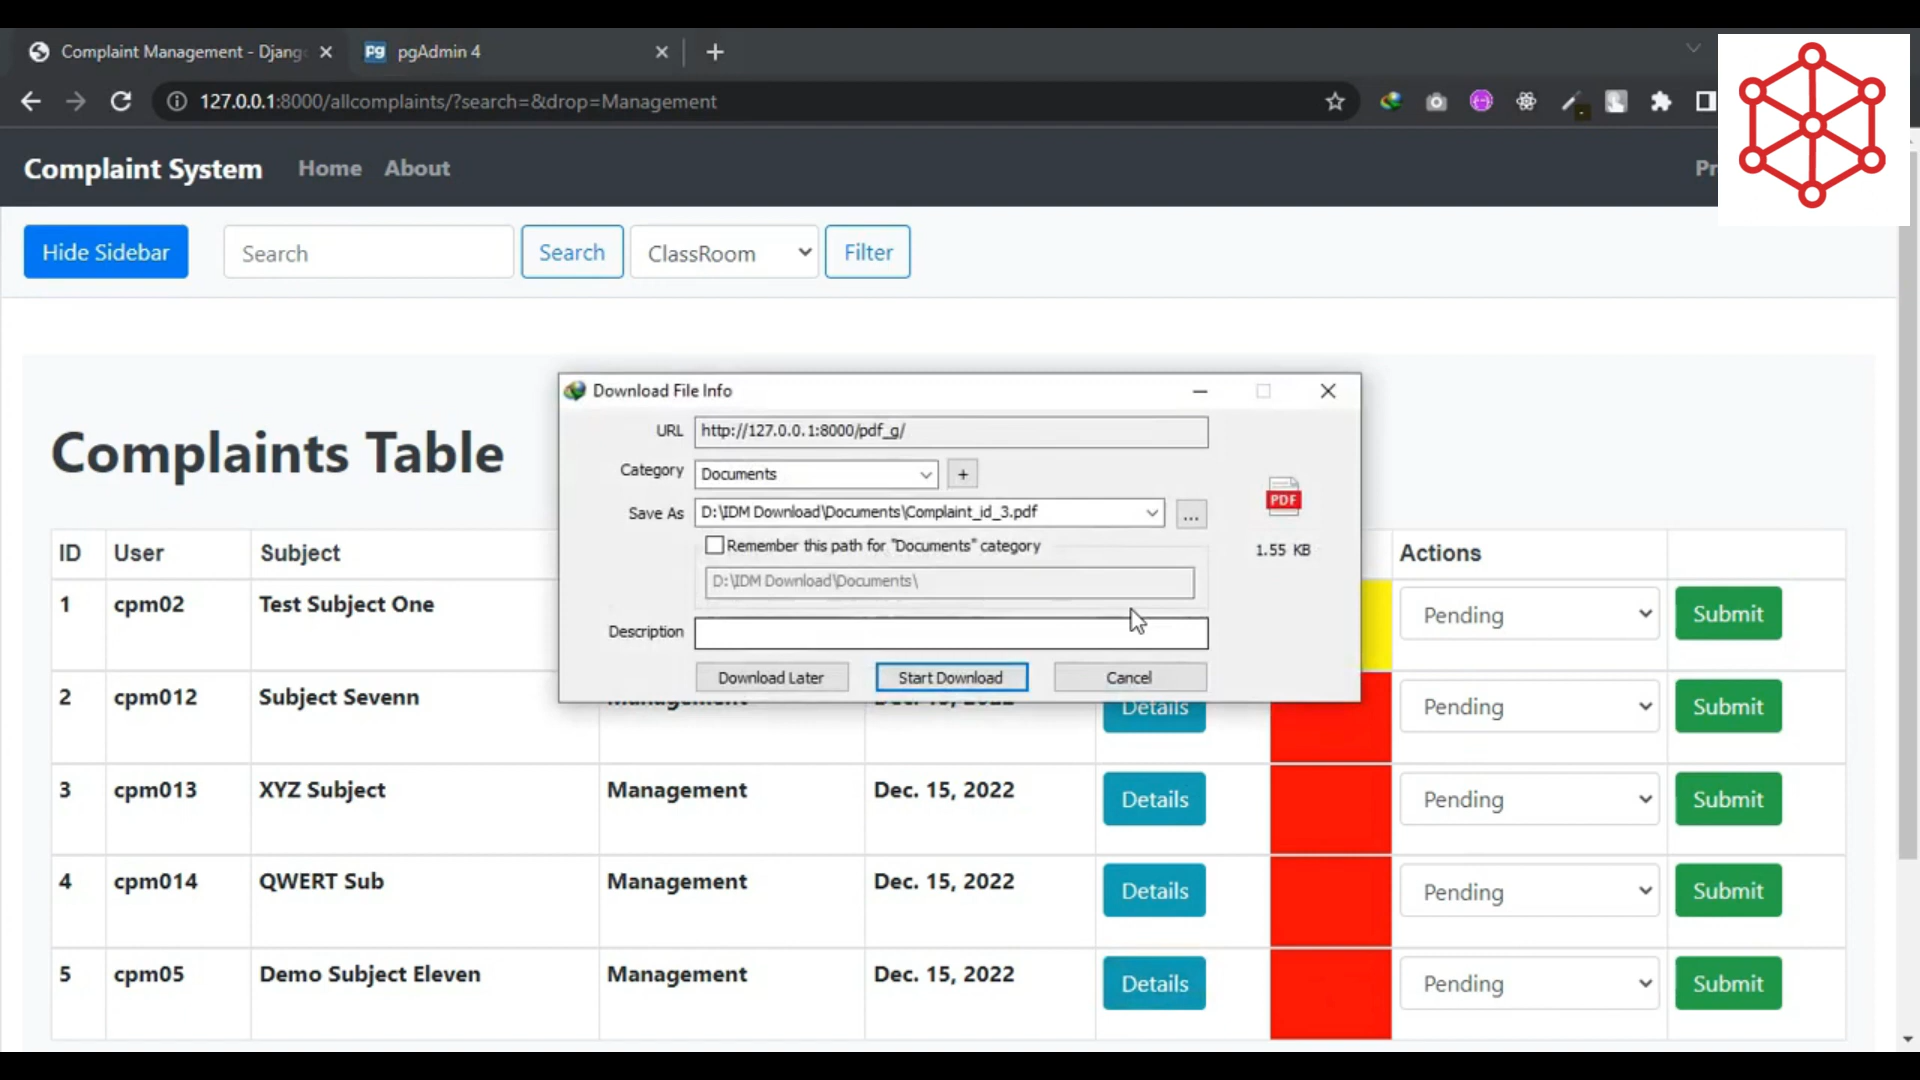 Complaint Management - Djang
pgAdmin 4
127.0.0.1:8000/allcomplaints/?search=&drop=Management
Complaint System Home About Pr
Hide Sidebar Search Search ClassRoom Filter
Complaints Table
Download File Info
URL http://127.0.0.1:8000/pdf_g/
Category Documents +
Save As D:\IDM Download\Documents\Complaint_id_3.pdf ...
Remember this path for "Documents" category
D:\IDM Download\Documents\
Description
Download Later Start Download Cancel
PDF
1.55 KB
ID User Subject Actions
1 cpm02 Test Subject One Pending Submit
2 cpm012 Subject Sevenn Management Dec. 15, 2022 Details Pending Submit
3 cpm013 XYZ Subject Management Dec. 15, 2022 Details Pending Submit
4 cpm014 QWERT Sub Management Dec. 15, 2022 Details Pending Submit
5 cpm05 Demo Subject Eleven Management Dec. 15, 2022 Details Pending Submit